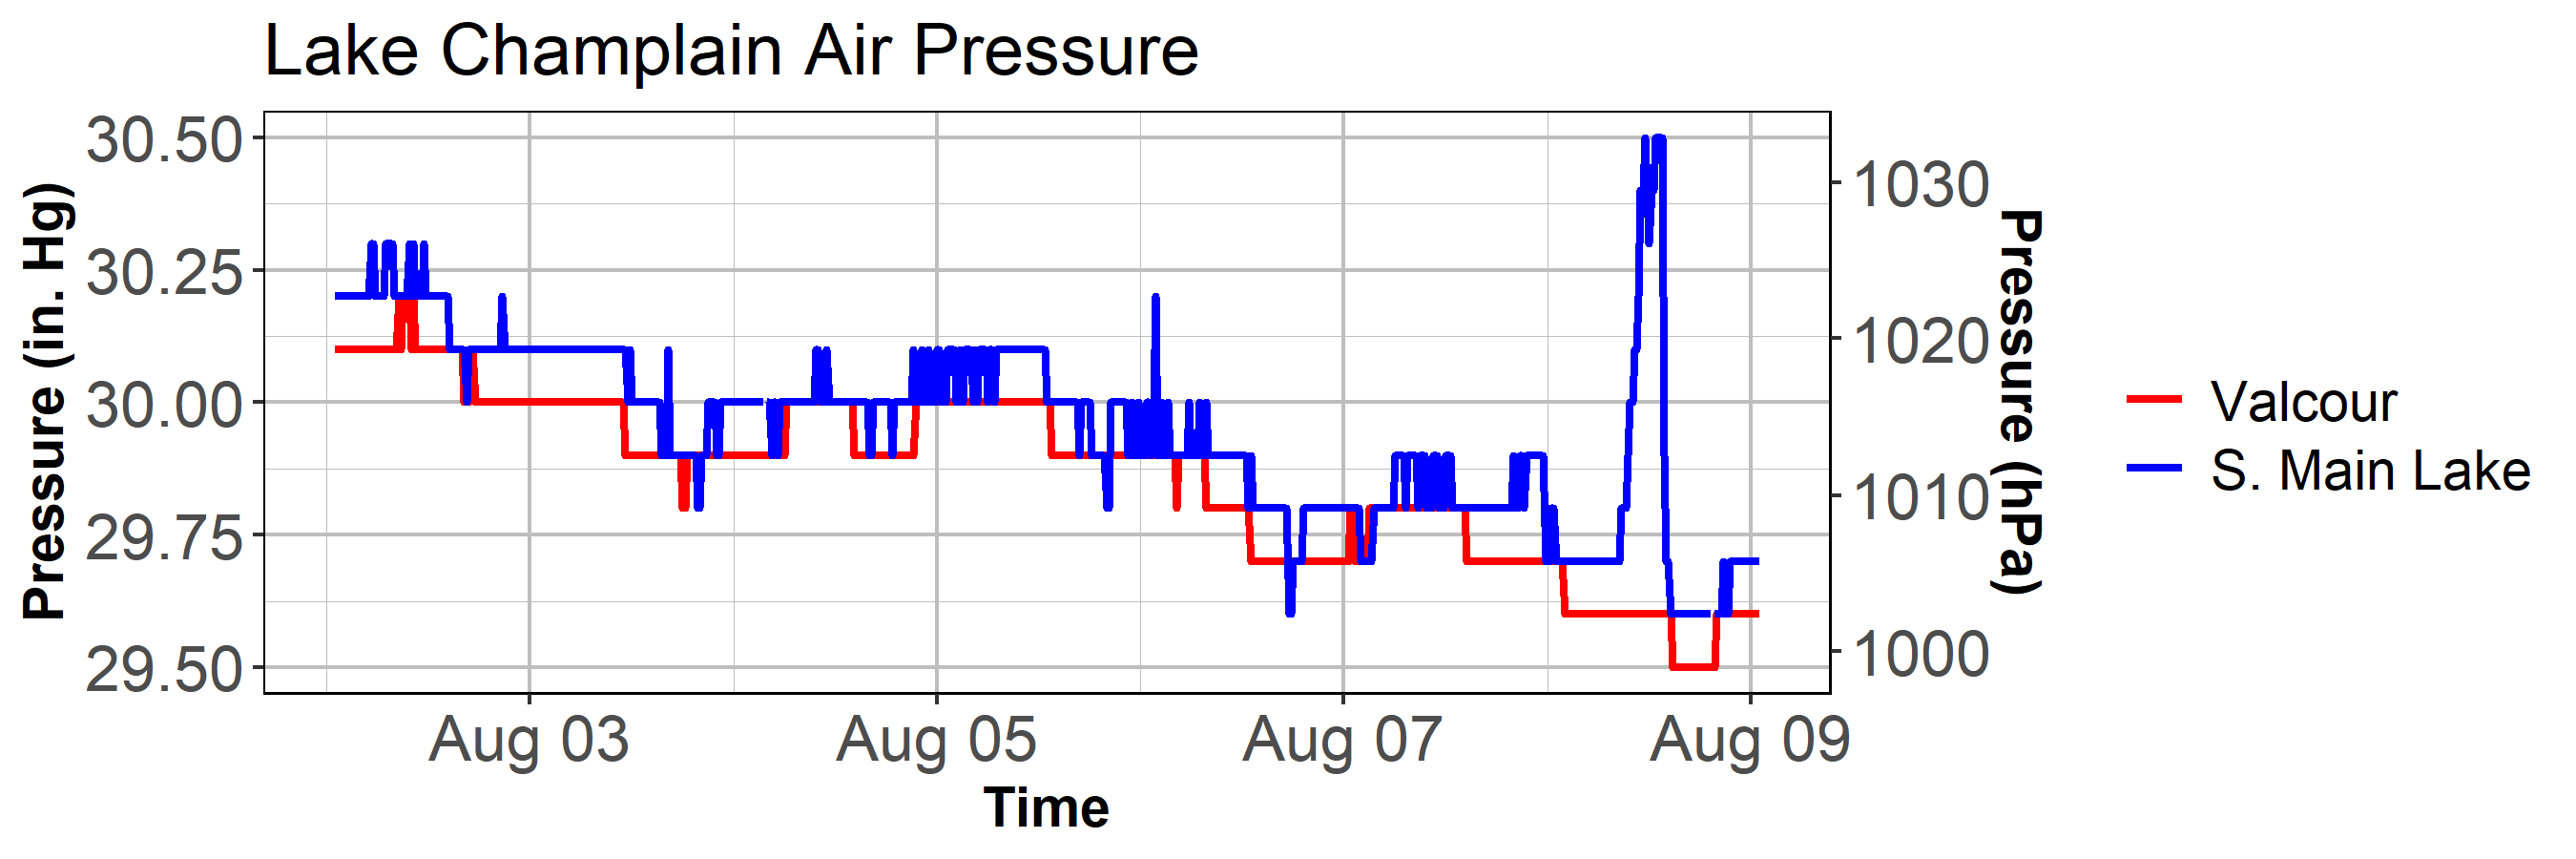 Lake Champlain Air Pressure
Pressure (in. Hg)
30.50
30.25
30.00
29.75
29.50
1030
1020
1010
1000
Pressure (hPa)
Aug 03
Aug 05
Aug 07
Aug 09
Time
Valcour
S. Main Lake